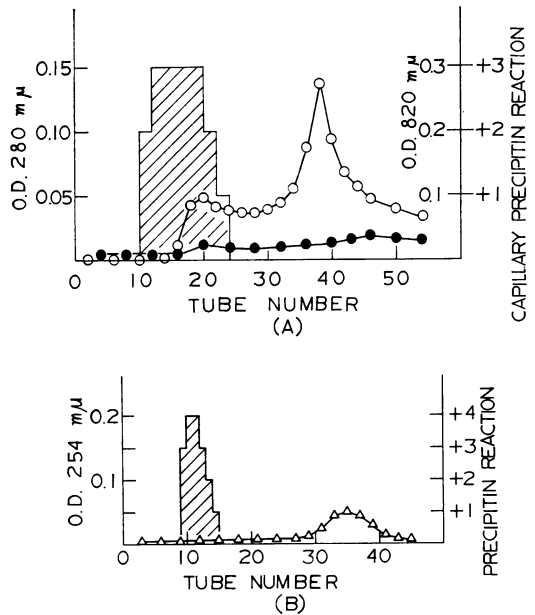 0.15
0.10
0.05
O.D. 280 mµ
0.3
0.2
0.1
O.D. 820 mµ
+3
+2
+1
CAPILLARY PRECIPITIN REACTION
0 10 20 30 40 50
TUBE NUMBER
(A)
0.2
0.1
O.D. 254 mµ
+4
+3
+2
+1
PRECIPITIN REACTION
0 10 20 30 40
TUBE NUMBER
(B)